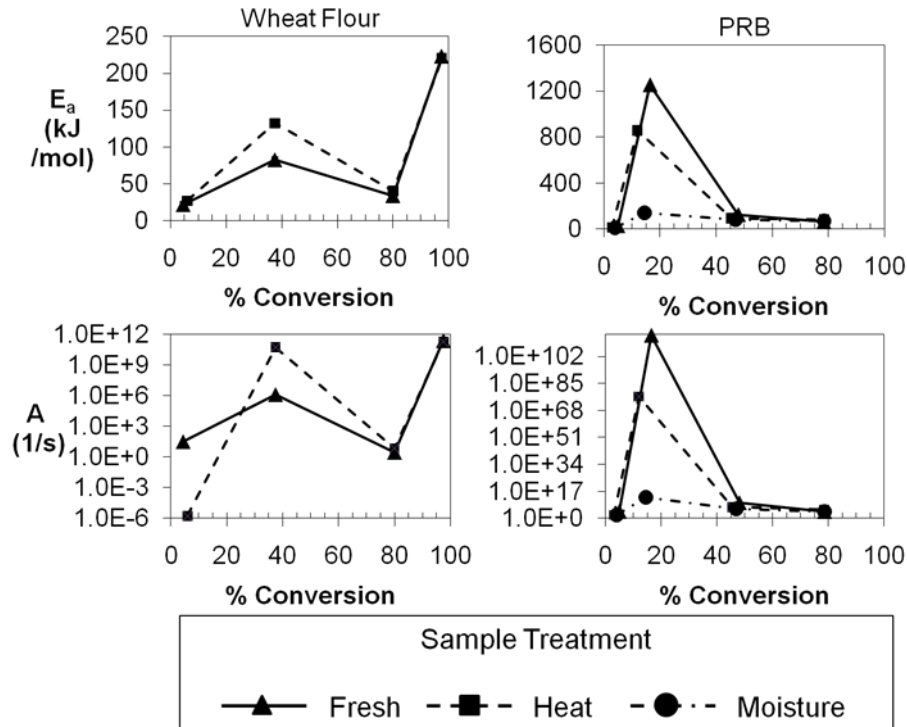 Wheat Flour
PRB
Ea
(kJ
/mol)
250
200
150
100
50
0
0 20 40 60 80 100
% Conversion
1600
1200
800
400
0
0 20 40 60 80 100
% Conversion
A
(1/s)
1.0E+12
1.0E+9
1.0E+6
1.0E+3
1.0E+0
1.0E-3
1.0E-6
0 20 40 60 80 100
% Conversion
1.0E+102
1.0E+85
1.0E+68
1.0E+51
1.0E+34
1.0E+17
1.0E+0
0 20 40 60 80 100
% Conversion
Sample Treatment
Fresh Heat Moisture